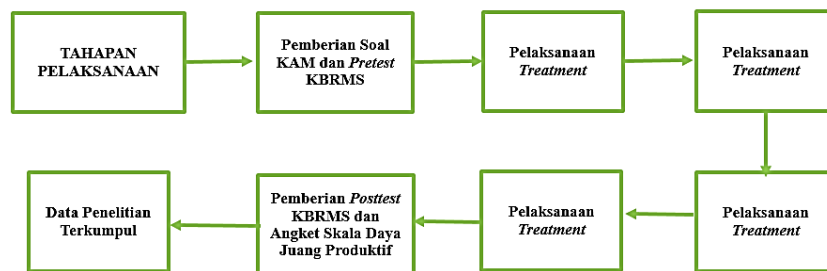 TAHAPAN
PELAKSANAAN
Pemberian Soal
KAM dan Pretest
KBRMS
Pelaksanaan
Treatment
Pelaksanaan
Treatment
Pelaksanaan
Treatment
Pelaksanaan
Treatment
Pemberian Posttest
KBRMS dan
Angket Skala Daya
Juang Produktif
Data Penelitian
Terkumpul